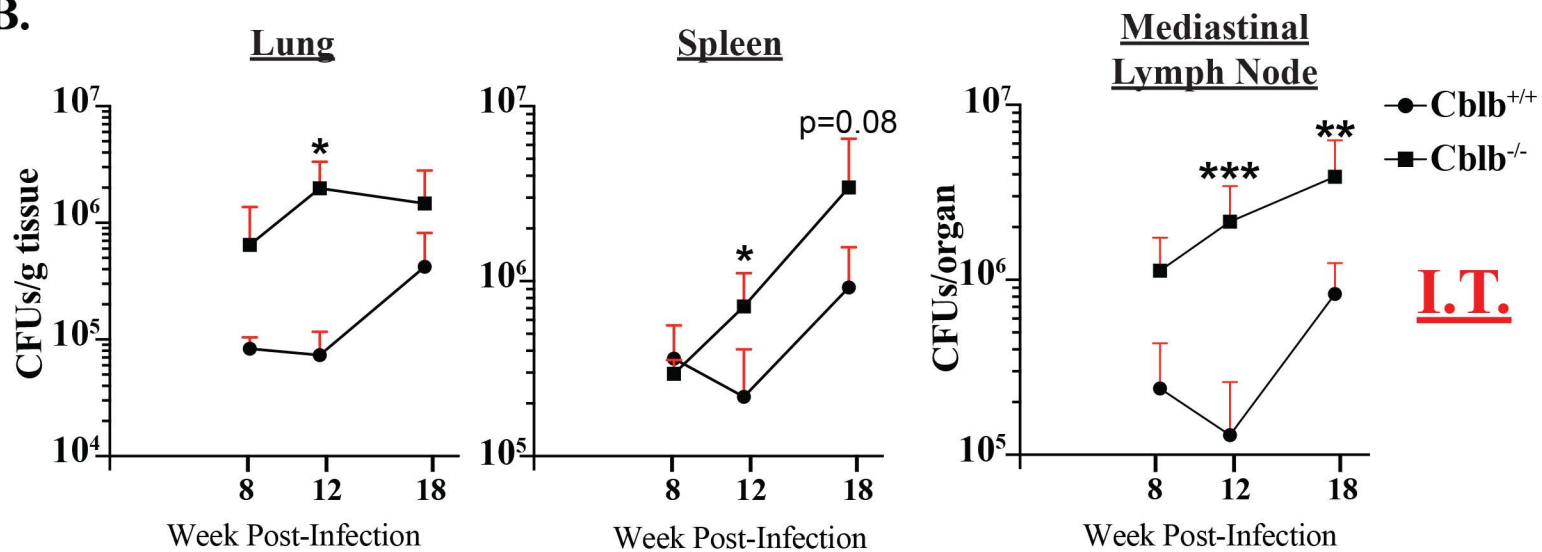 B.
Lung
Spleen
Mediastinal
Lymph Node
CFUs/g tissue
10⁷
10⁶
10⁵
10⁴
*
8 12 18
Week Post-Infection
10⁷
10⁶
10⁵
*
p=0.08
8 12 18
Week Post-Infection
CFUs/organ
10⁷
10⁶
10⁵
***
**
8 12 18
Week Post-Infection
Cblb+/+
Cblb-/-
I.T.